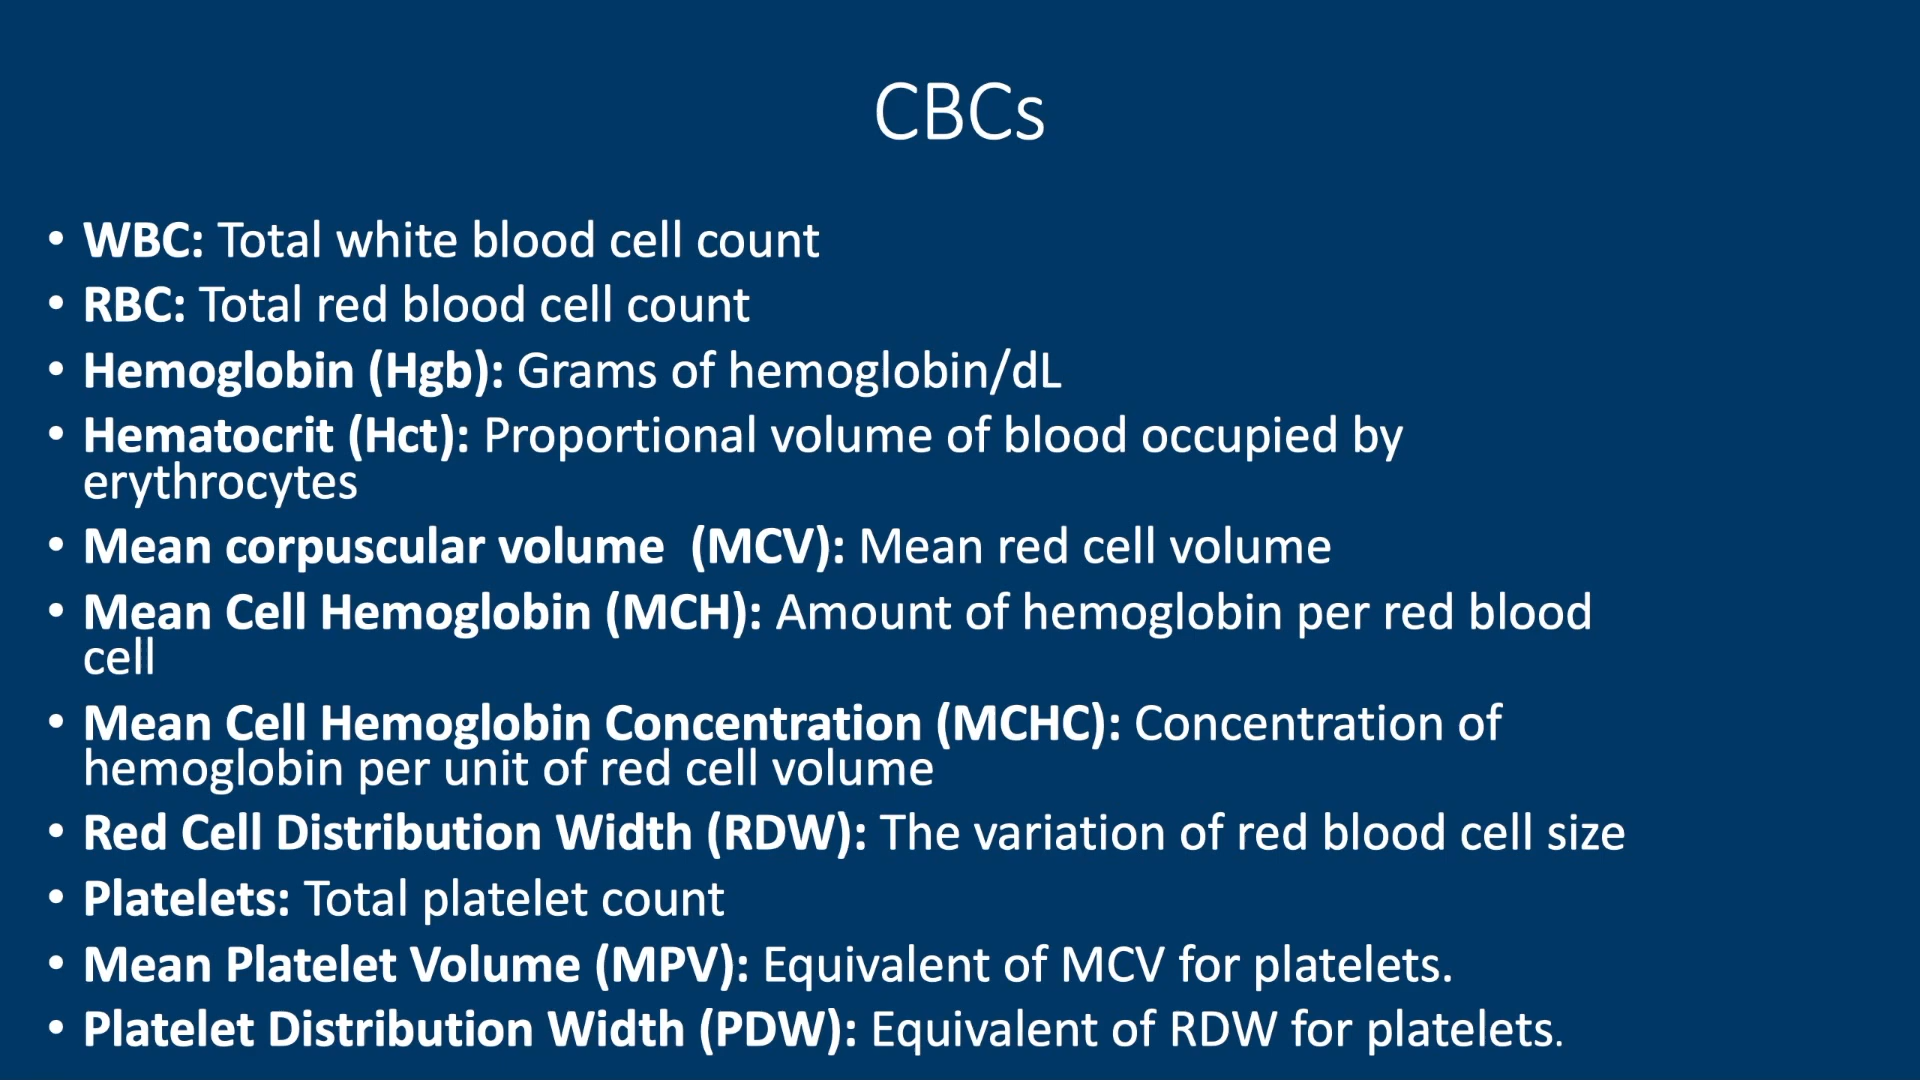 CBCs
• WBC: Total white blood cell count
• RBC: Total red blood cell count
• Hemoglobin (Hgb): Grams of hemoglobin/dL
• Hematocrit (Hct): Proportional volume of blood occupied by
erythrocytes
• Mean corpuscular volume  (MCV): Mean red cell volume
• Mean Cell Hemoglobin (MCH): Amount of hemoglobin per red blood
cell
• Mean Cell Hemoglobin Concentration (MCHC): Concentration of
hemoglobin per unit of red cell volume
• Red Cell Distribution Width (RDW): The variation of red blood cell size
• Platelets: Total platelet count
• Mean Platelet Volume (MPV): Equivalent of MCV for platelets.
• Platelet Distribution Width (PDW): Equivalent of RDW for platelets.